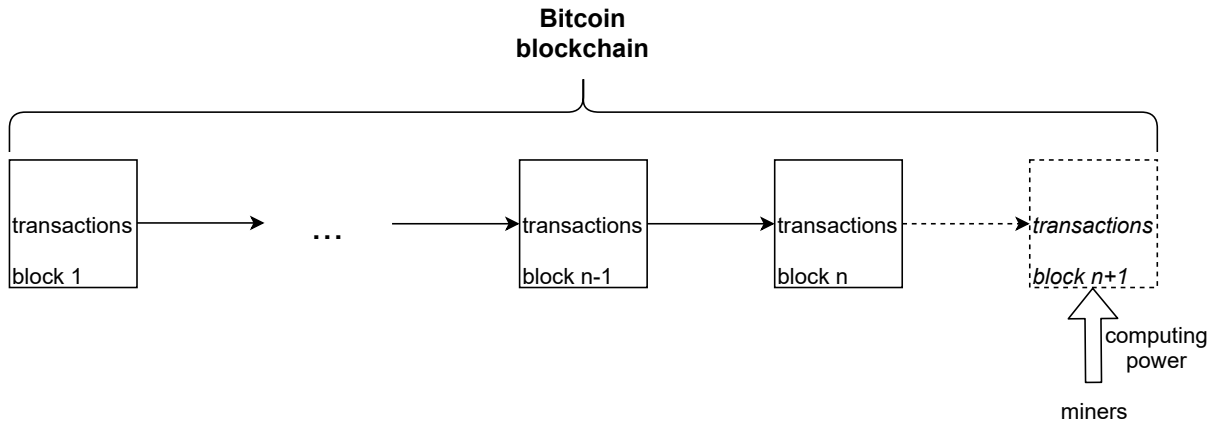 Bitcoin
blockchain
transactions
block 1
...
transactions
block n-1
transactions
block n
transactions
block n+1
computing
power
miners